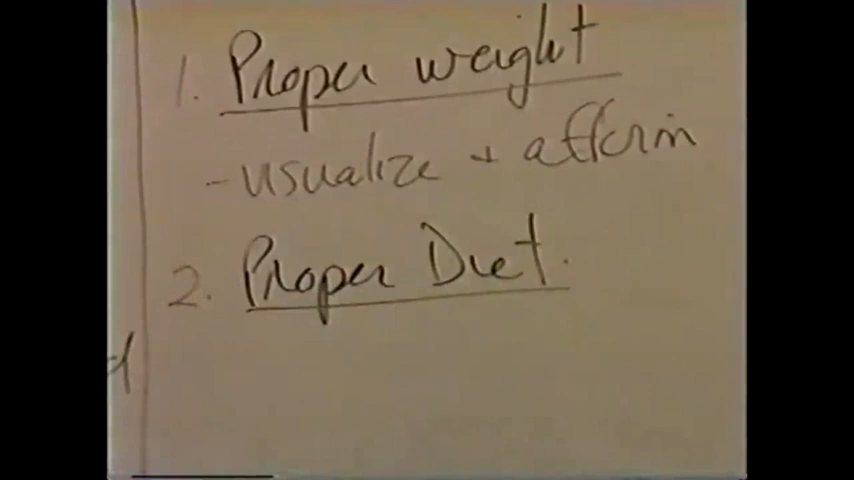 1. Proper weight
- visualize + affirm
2. Proper Diet.